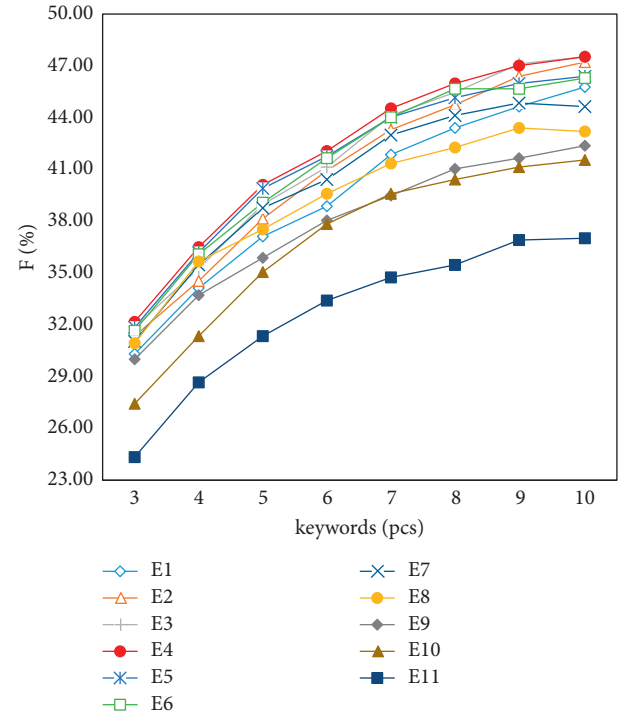 50.00
47.00
44.00
41.00
38.00
35.00
32.00
29.00
26.00
23.00
F (%)
3 4 5 6 7 8 9 10
keywords (pcs)
E1 E7
E2 E8
E3 E9
E4 E10
E5 E11
E6